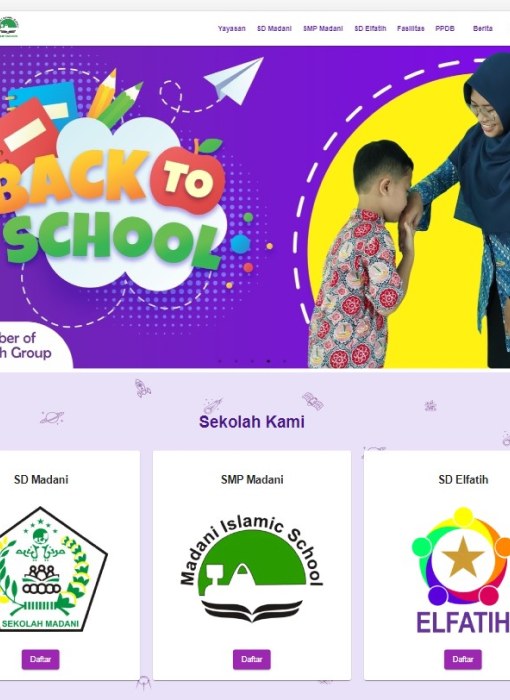 Yayasan SD Madani SMP Madani SD Elfatih Fasilitas PPDB Berita
BACK TO
SCHOOL
ber of
h Group
Sekolah Kami
SD Madani
SMP Madani
SD Elfatih
SEKOLAH MADANI
Madani Islamic School
ELFATIH
Daftar
Daftar
Daftar